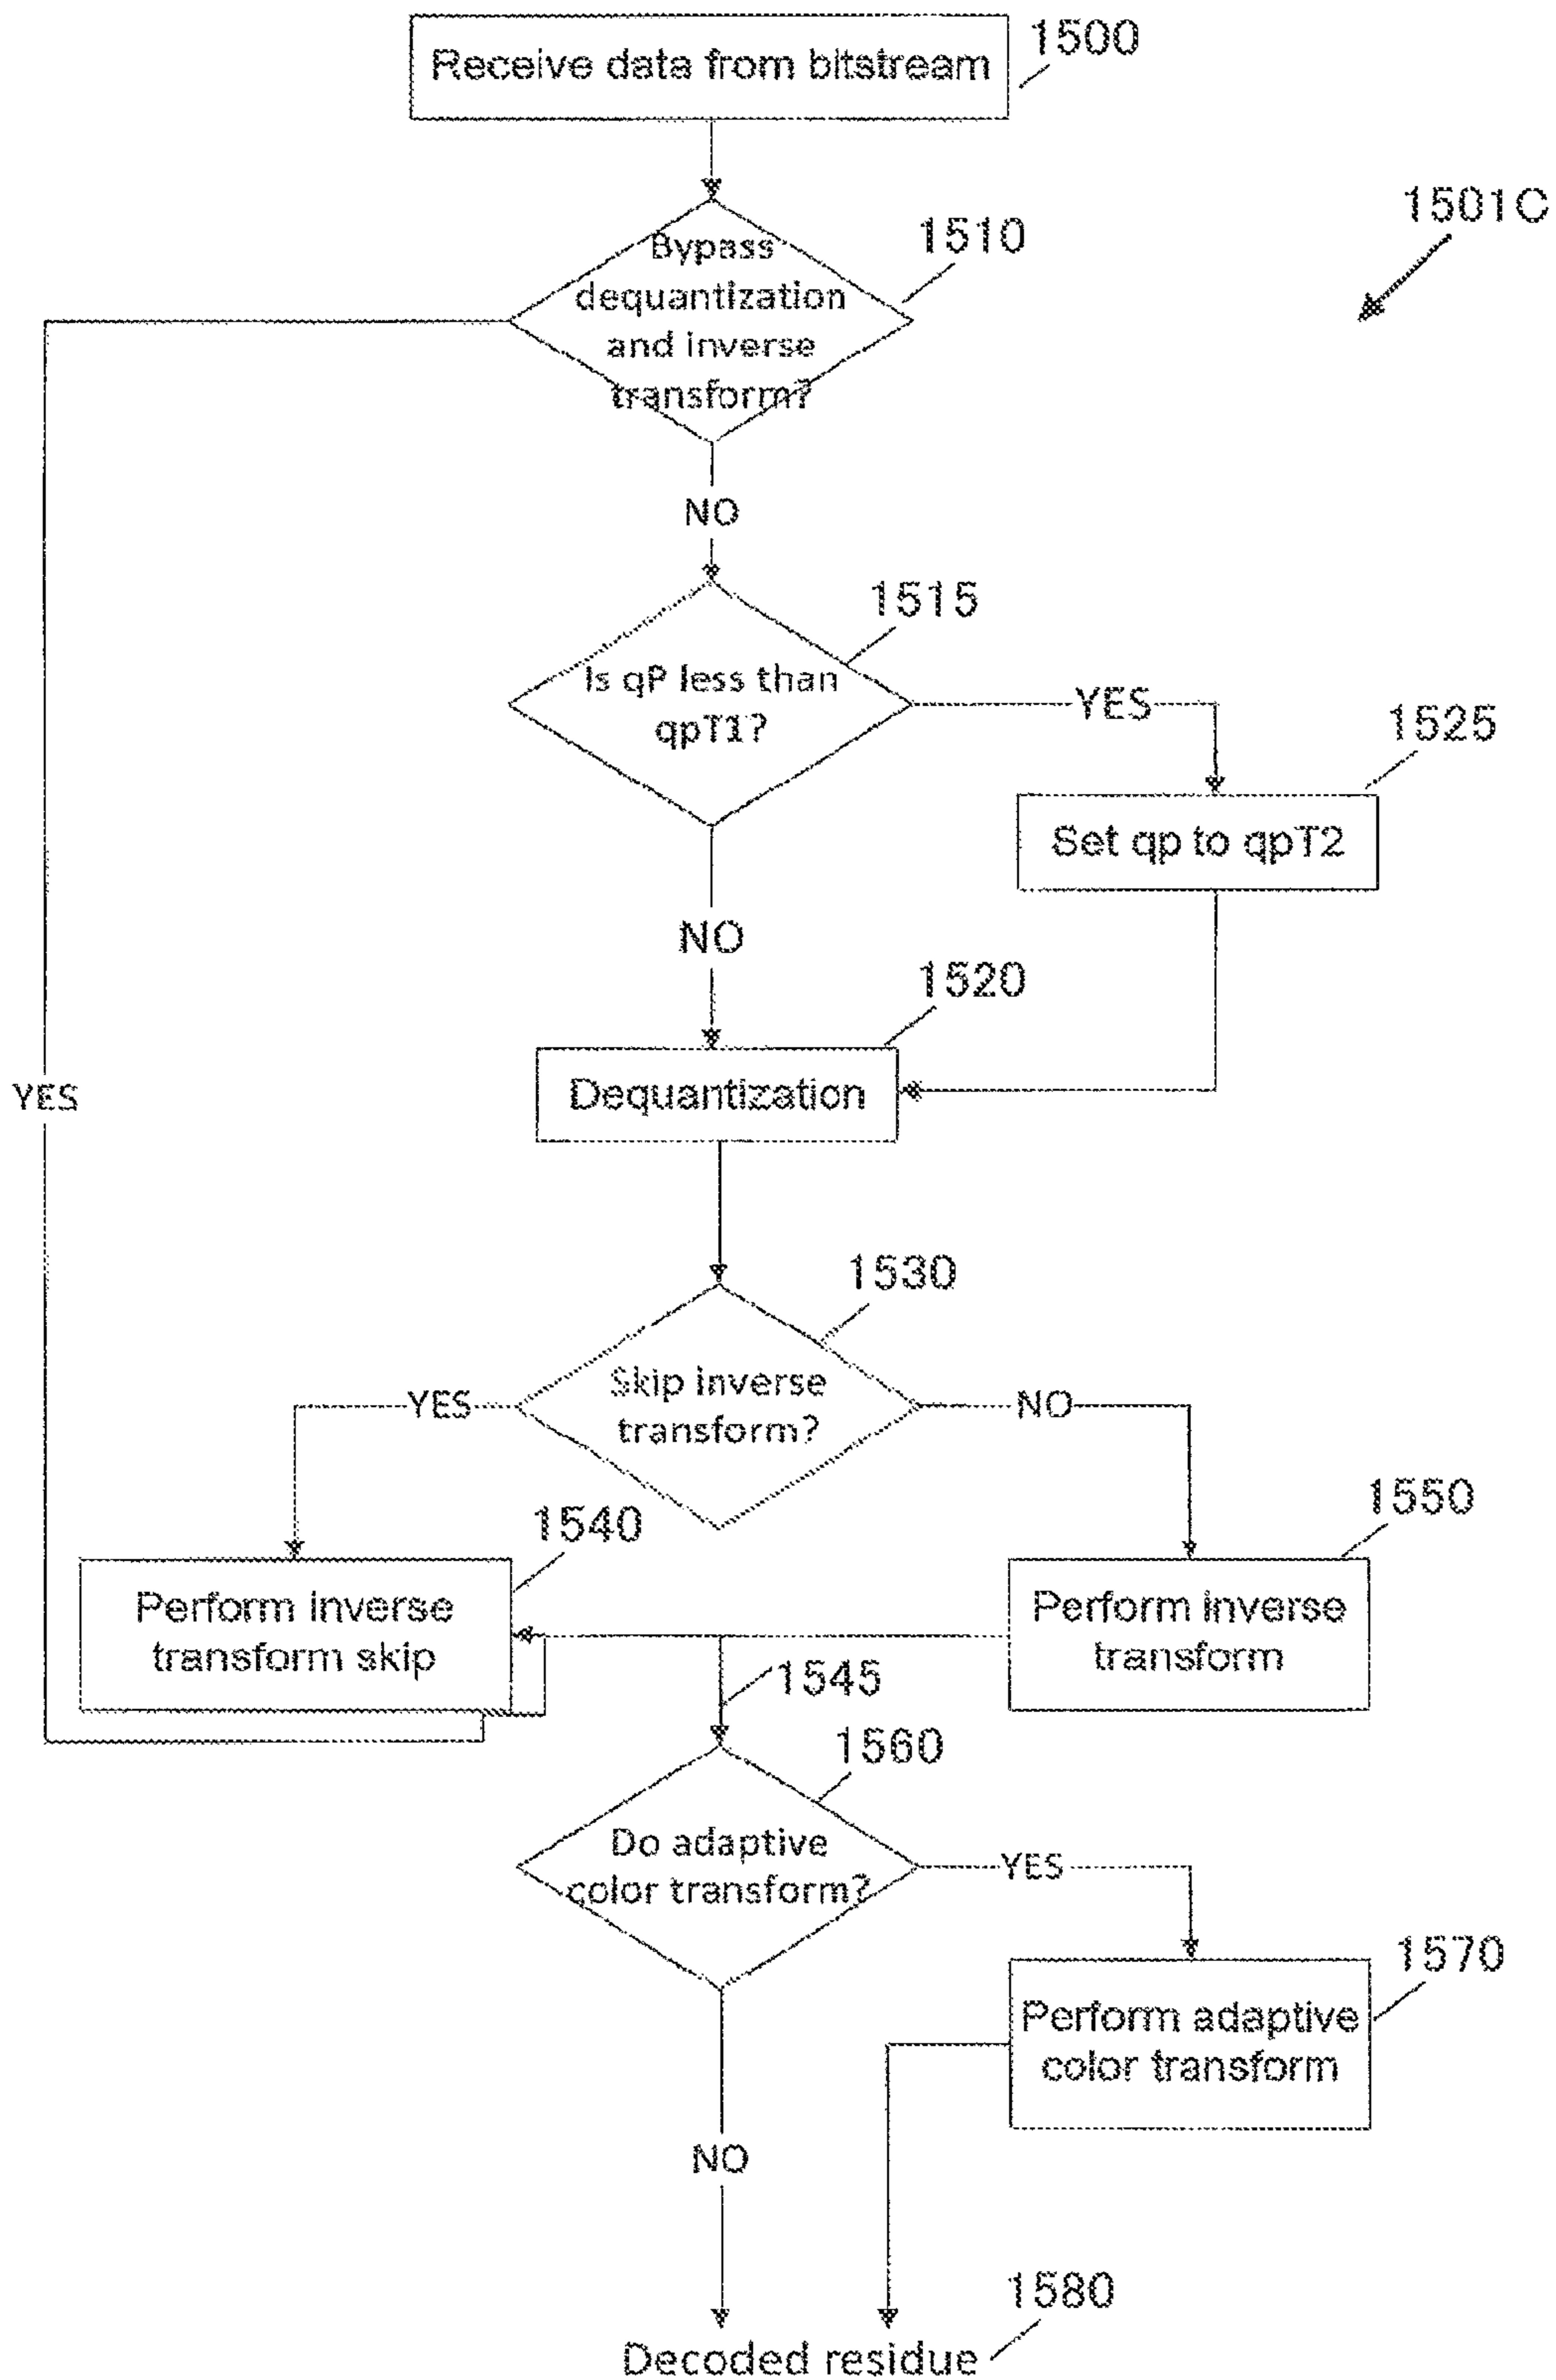 Receive data from bitstream
1500
1501C
Bypass
dequantization
and inverse
transform?
1510
NO
1515
Is qP less than
qpT1?
YES
1525
Set qp to qpT2
NO
1520
Dequantization
YES
1530
Skip inverse
transform?
YES
NO
1540
1550
Perform inverse
transform skip
Perform inverse
transform
1545
1560
Do adaptive
color transform?
YES
1570
Perform adaptive
color transform
NO
1580
Decoded residue